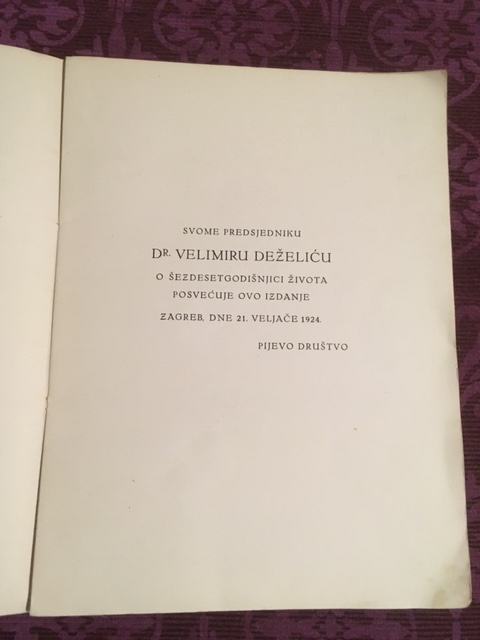 SVOME PREDSJEDNIKU
DR. VELIMIRU DEŽELIĆU
O ŠEZDESETGODIŠNJICI ŽIVOTA
POSVEĆUJE OVO IZDANJE
ZAGREB, DNE 21. VELJAČE 1924.
PIJEVO DRUŠTVO